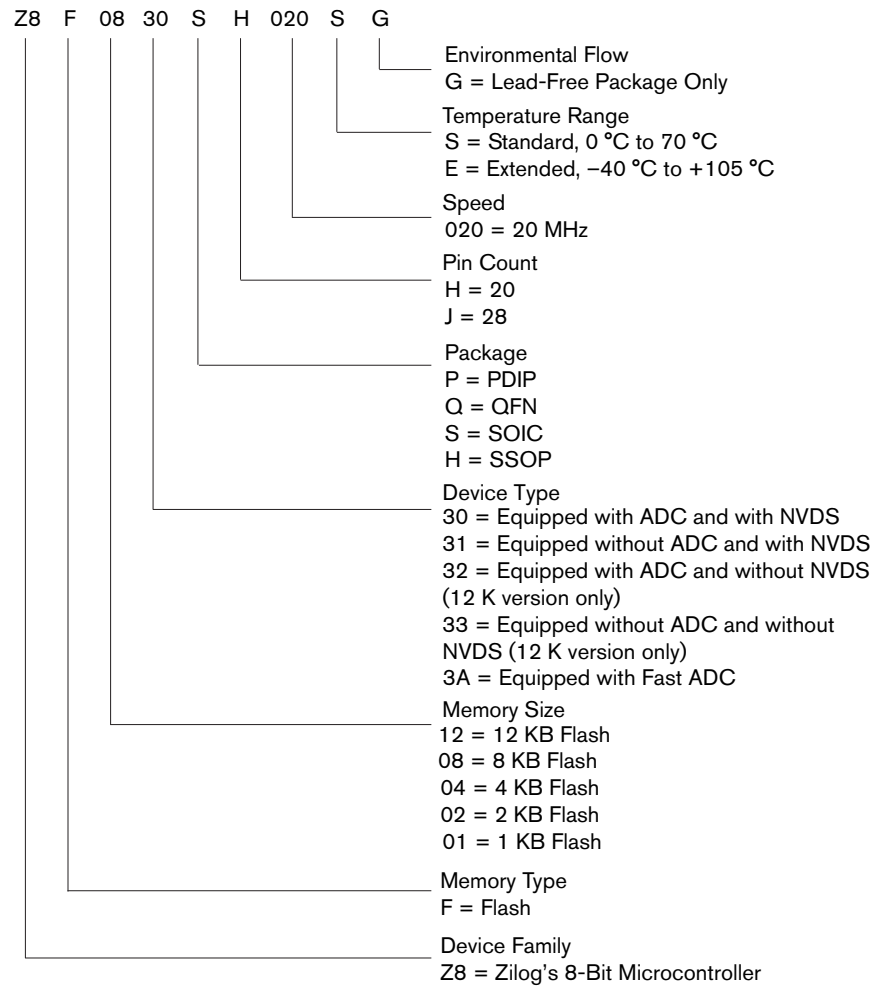 Z8 F 08 30 S H 020 S G
Environmental Flow
G = Lead-Free Package Only
Temperature Range
S = Standard, 0 °C to 70 °C
E = Extended, –40 °C to +105 °C
Speed
020 = 20 MHz
Pin Count
H = 20
J = 28
Package
P = PDIP
Q = QFN
S = SOIC
H = SSOP
Device Type
30 = Equipped with ADC and with NVDS
31 = Equipped without ADC and with NVDS
32 = Equipped with ADC and without NVDS
(12 K version only)
33 = Equipped without ADC and without
NVDS (12 K version only)
3A = Equipped with Fast ADC
Memory Size
12 = 12 KB Flash
08 = 8 KB Flash
04 = 4 KB Flash
02 = 2 KB Flash
01 = 1 KB Flash
Memory Type
F = Flash
Device Family
Z8 = Zilog's 8-Bit Microcontroller